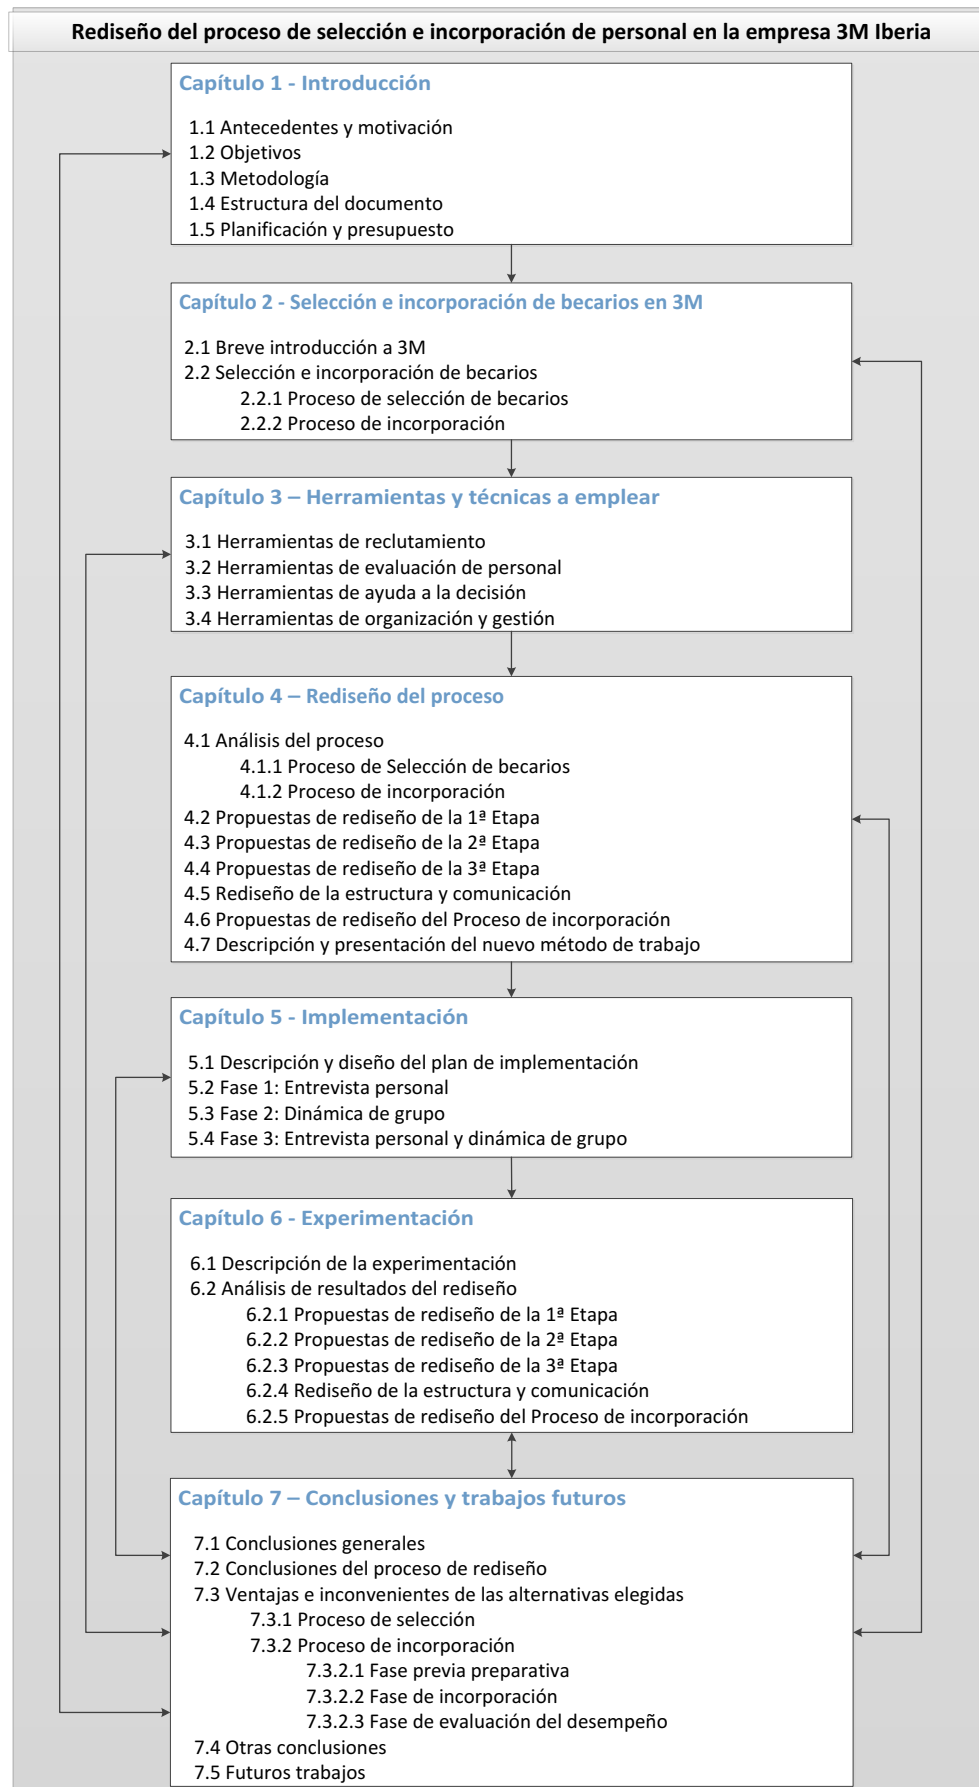 Rediseño del proceso de selección e incorporación de personal en la empresa 3M Iberia
Capítulo 1 - Introducción
1.1 Antecedentes y motivación
1.2 Objetivos
1.3 Metodología
1.4 Estructura del documento
1.5 Planificación y presupuesto
Capítulo 2 - Selección e incorporación de becarios en 3M
2.1 Breve introducción a 3M
2.2 Selección e incorporación de becarios
2.2.1 Proceso de selección de becarios
2.2.2 Proceso de incorporación
Capítulo 3 – Herramientas y técnicas a emplear
3.1 Herramientas de reclutamiento
3.2 Herramientas de evaluación de personal
3.3 Herramientas de ayuda a la decisión
3.4 Herramientas de organización y gestión
Capítulo 4 – Rediseño del proceso
4.1 Análisis del proceso
4.1.1 Proceso de Selección de becarios
4.1.2 Proceso de incorporación
4.2 Propuestas de rediseño de la 1ª Etapa
4.3 Propuestas de rediseño de la 2ª Etapa
4.4 Propuestas de rediseño de la 3ª Etapa
4.5 Rediseño de la estructura y comunicación
4.6 Propuestas de rediseño del Proceso de incorporación
4.7 Descripción y presentación del nuevo método de trabajo
Capítulo 5 - Implementación
5.1 Descripción y diseño del plan de implementación
5.2 Fase 1: Entrevista personal
5.3 Fase 2: Dinámica de grupo
5.4 Fase 3: Entrevista personal y dinámica de grupo
Capítulo 6 - Experimentación
6.1 Descripción de la experimentación
6.2 Análisis de resultados del rediseño
6.2.1 Propuestas de rediseño de la 1ª Etapa
6.2.2 Propuestas de rediseño de la 2ª Etapa
6.2.3 Propuestas de rediseño de la 3ª Etapa
6.2.4 Rediseño de la estructura y comunicación
6.2.5 Propuestas de rediseño del Proceso de incorporación
Capítulo 7 – Conclusiones y trabajos futuros
7.1 Conclusiones generales
7.2 Conclusiones del proceso de rediseño
7.3 Ventajas e inconvenientes de las alternativas elegidas
7.3.1 Proceso de selección
7.3.2 Proceso de incorporación
7.3.2.1 Fase previa preparativa
7.3.2.2 Fase de incorporación
7.3.2.3 Fase de evaluación del desempeño
7.4 Otras conclusiones
7.5 Futuros trabajos